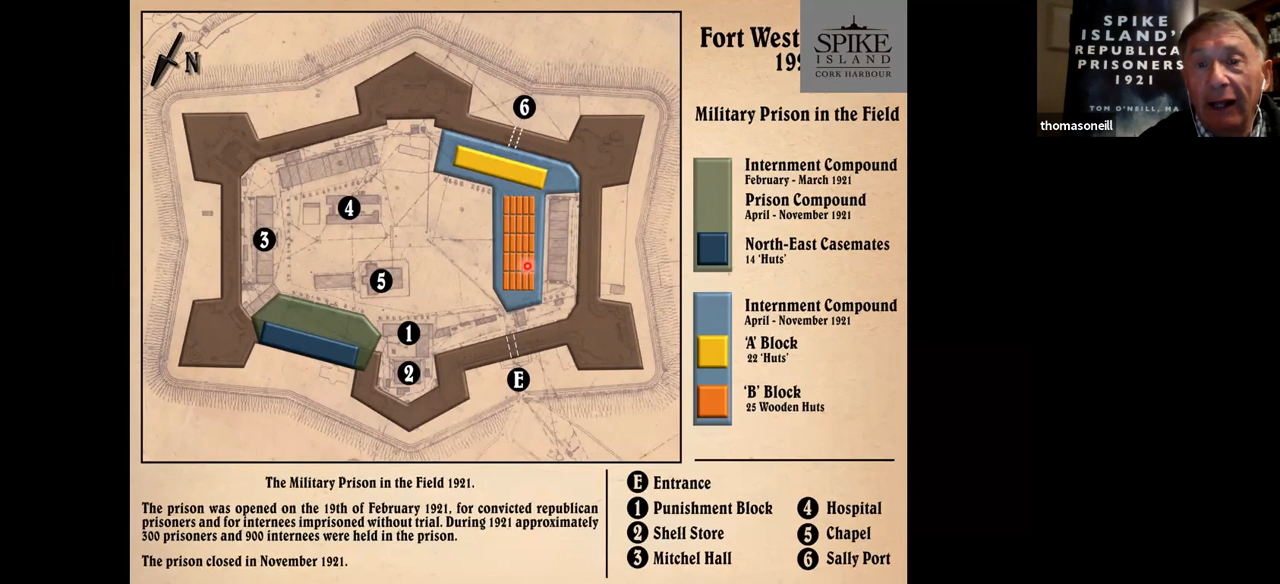 N
6
4
3
5
1
2
E
Fort West
SPIKE
ISLAND
CORK HARBOUR
Military Prison in the Field
Internment Compound
February - March 1921
Prison Compound
April - November 1921
North-East Casemates
14 'Huts'
Internment Compound
April - November 1921
'A' Block
22 'Huts'
'B' Block
25 Wooden Huts
The Military Prison in the Field 1921.
The prison was opened on the 19th of February 1921, for convicted republican
prisoners and for internees imprisoned without trial. During 1921 approximately
300 prisoners and 900 internees were held in the prison.
The prison closed in November 1921.
E Entrance
1 Punishment Block
2 Shell Store
3 Mitchel Hall
4 Hospital
5 Chapel
6 Sally Port
SPIKE
ISLAND'S
REPUBLICA
PRISONERS
1921
TOM O'NEILL, MA
thomasoneill